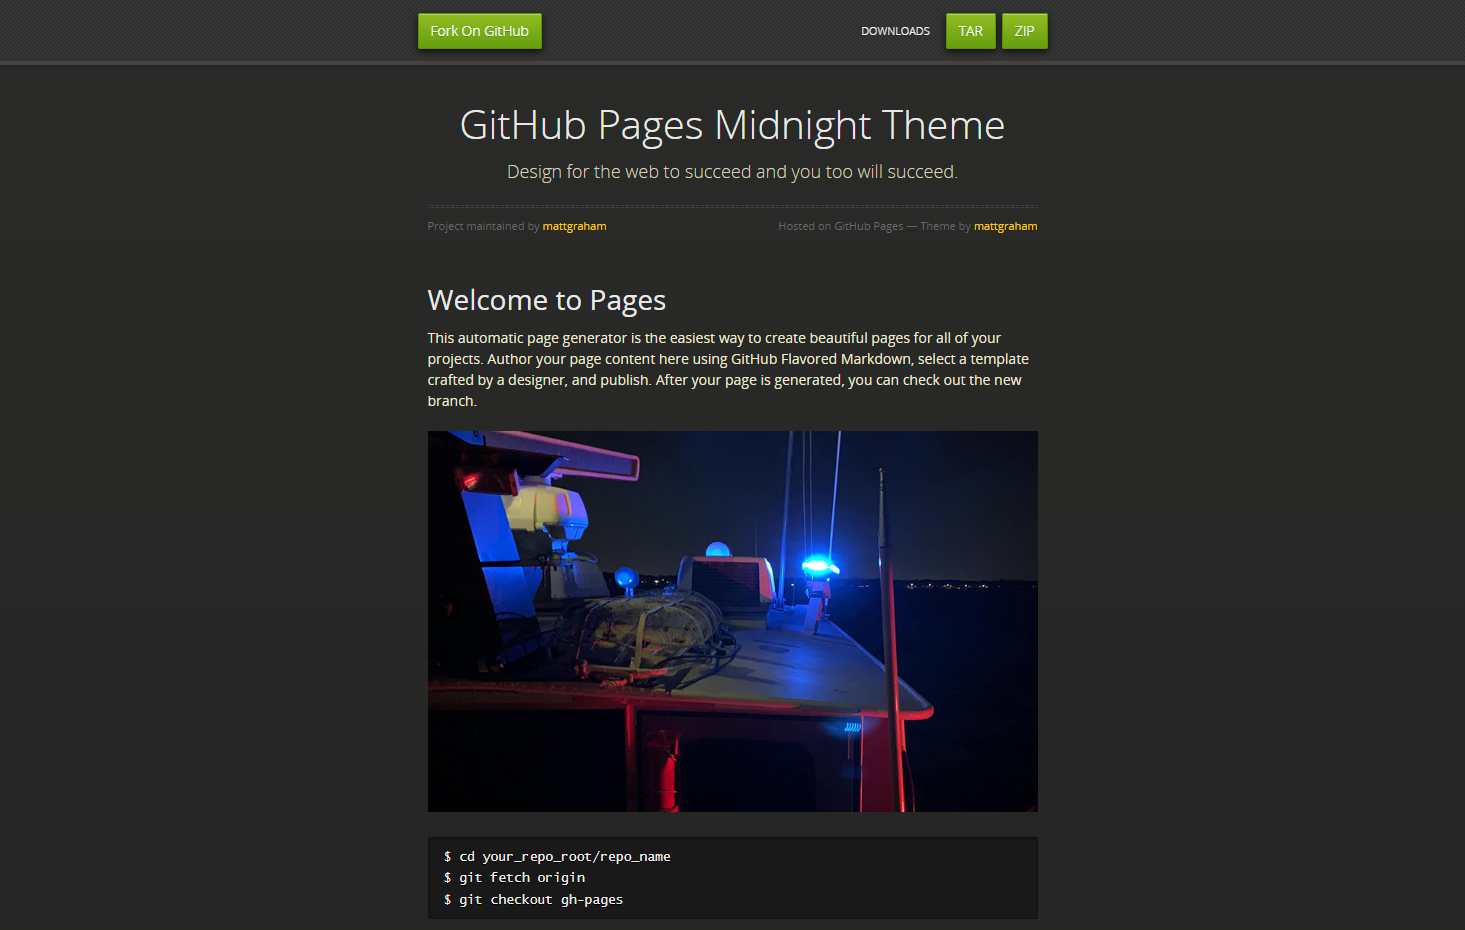 Fork On GitHub
DOWNLOADS TAR ZIP
GitHub Pages Midnight Theme
Design for the web to succeed and you too will succeed.
Project maintained by mattgraham
Hosted on GitHub Pages — Theme by mattgraham
Welcome to Pages
This automatic page generator is the easiest way to create beautiful pages for all of your
projects. Author your page content here using GitHub Flavored Markdown, select a template
crafted by a designer, and publish. After your page is generated, you can check out the new
branch.
$ cd your_repo_root/repo_name
$ git fetch origin
$ git checkout gh-pages